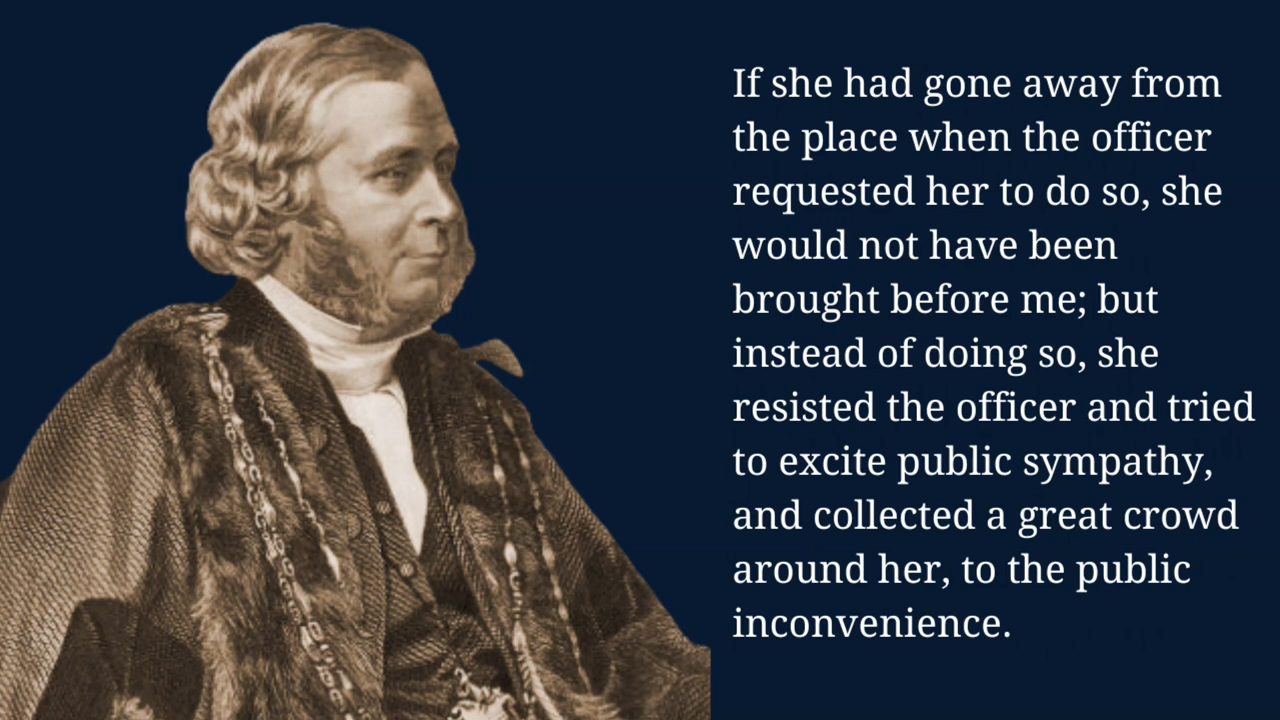 If she had gone away from
the place when the officer
requested her to do so, she
would not have been
brought before me; but
instead of doing so, she
resisted the officer and tried
to excite public sympathy,
and collected a great crowd
around her, to the public
inconvenience.